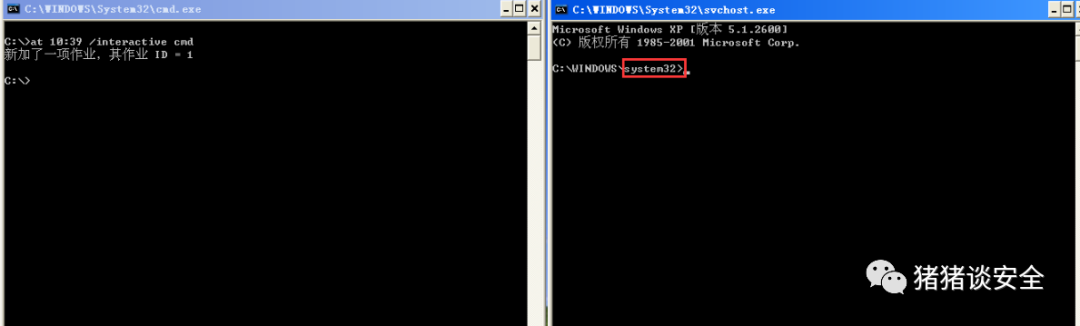 C:\WINDOWS\System32\cmd.exe
C:\>at 10:39 /interactive cmd
新加了一项作业，其作业 ID = 1
C:\>
C:\WINDOWS\System32\svchost.exe
Microsoft Windows XP [版本 5.1.2600]
(C) 版权所有 1985-2001 Microsoft Corp.
C:\WINDOWS\system32>
猪猪谈安全